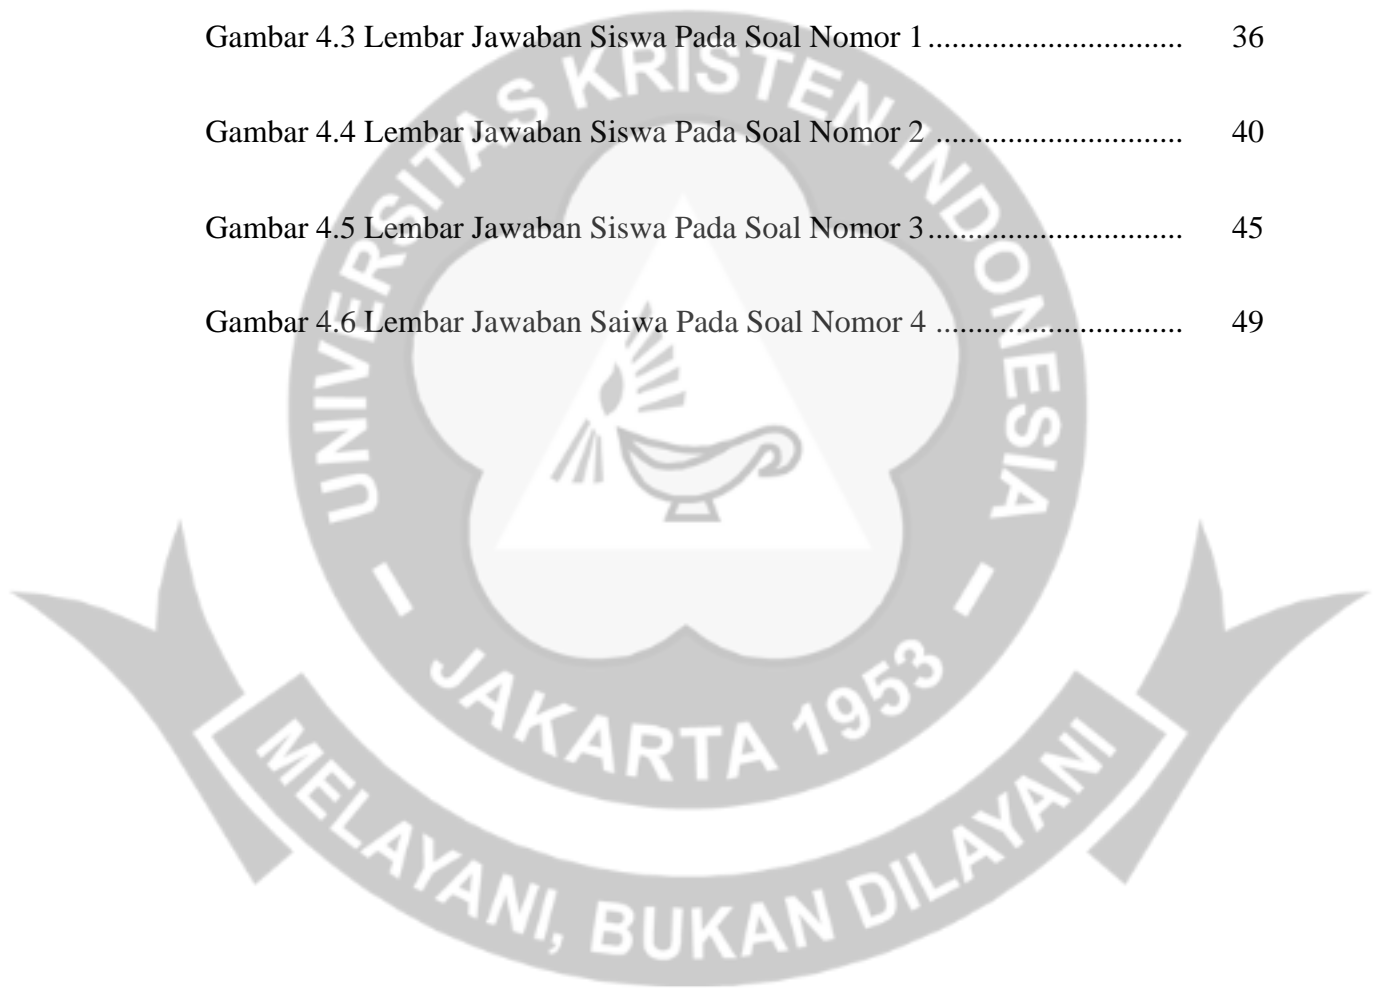 Gambar 4.3 Lembar Jawaban Siswa Pada Soal Nomor 1............................... 36
Gambar 4.4 Lembar Jawaban Siswa Pada Soal Nomor 2 .............................. 40
Gambar 4.5 Lembar Jawaban Siswa Pada Soal Nomor 3............................... 45
Gambar 4.6 Lembar Jawaban Saiwa Pada Soal Nomor 4 .............................. 49
UNIVERSITAS KRISTEN INDONESIA
JAKARTA 1953
MELAYANI, BUKAN DILAYANI